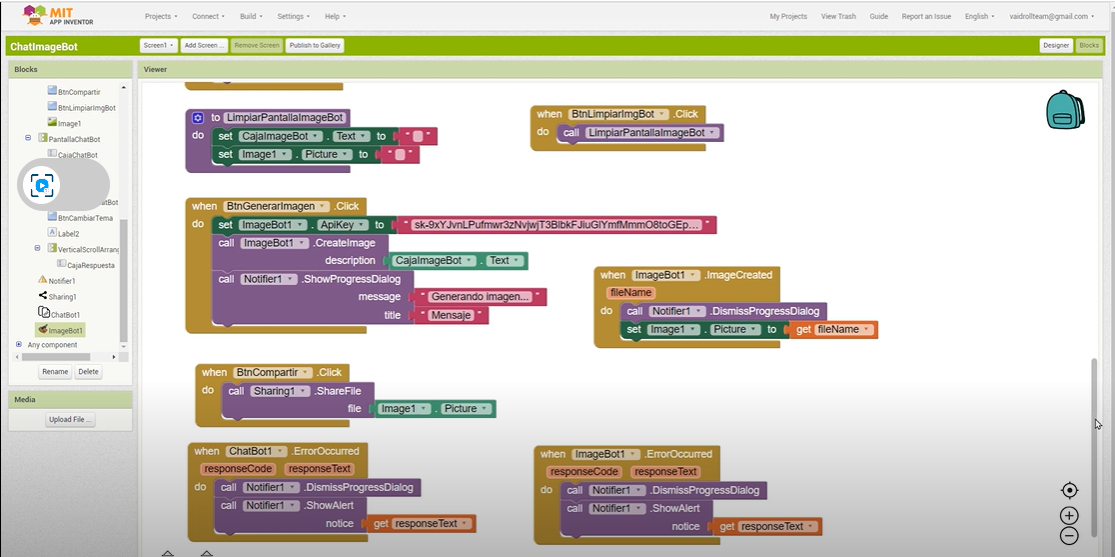 MIT
APP INVENTOR
Projects Connect Build Settings Help My Projects View Trash Guide Report an Issue English vaidrollteam@gmail.com
ChatImageBot Screen1 Add Screen ... Remove Screen Publish to Gallery Designer Blocks
Blocks
Viewer
BtnCompartir
BtnLimpiarImgBot
Image1
PantallaChatBot
CajaChatBot
BtnCambiarTema
Label2
VerticalScrollArrang
CajaRespuesta
Notifier1
Sharing1
ChatBot1
ImageBot1
Any component
Rename Delete
Media
Upload File ...
to LimpiarPantallaImageBot
do set CajaImageBot . Text to " "
set Image1 . Picture to " "
when BtnLimpiarImgBot .Click
do call LimpiarPantallaImageBot
when BtnGenerarImagen .Click
do set ImageBot1 . ApiKey to
call ImageBot1 .CreateImage
description CajaImageBot . Text
call Notifier1 .ShowProgressDialog
message " Generando imagen... "
title " Mensaje "
when ImageBot1 .ImageCreated
fileName
do call Notifier1 .DismissProgressDialog
set Image1 . Picture to get fileName
when BtnCompartir .Click
do call Sharing1 .ShareFile
file Image1 . Picture
when ChatBot1 .ErrorOccurred
responseCode responseText
do call Notifier1 .DismissProgressDialog
call Notifier1 .ShowAlert
notice get responseText
when ImageBot1 .ErrorOccurred
responseCode responseText
do call Notifier1 .DismissProgressDialog
call Notifier1 .ShowAlert
notice get responseText